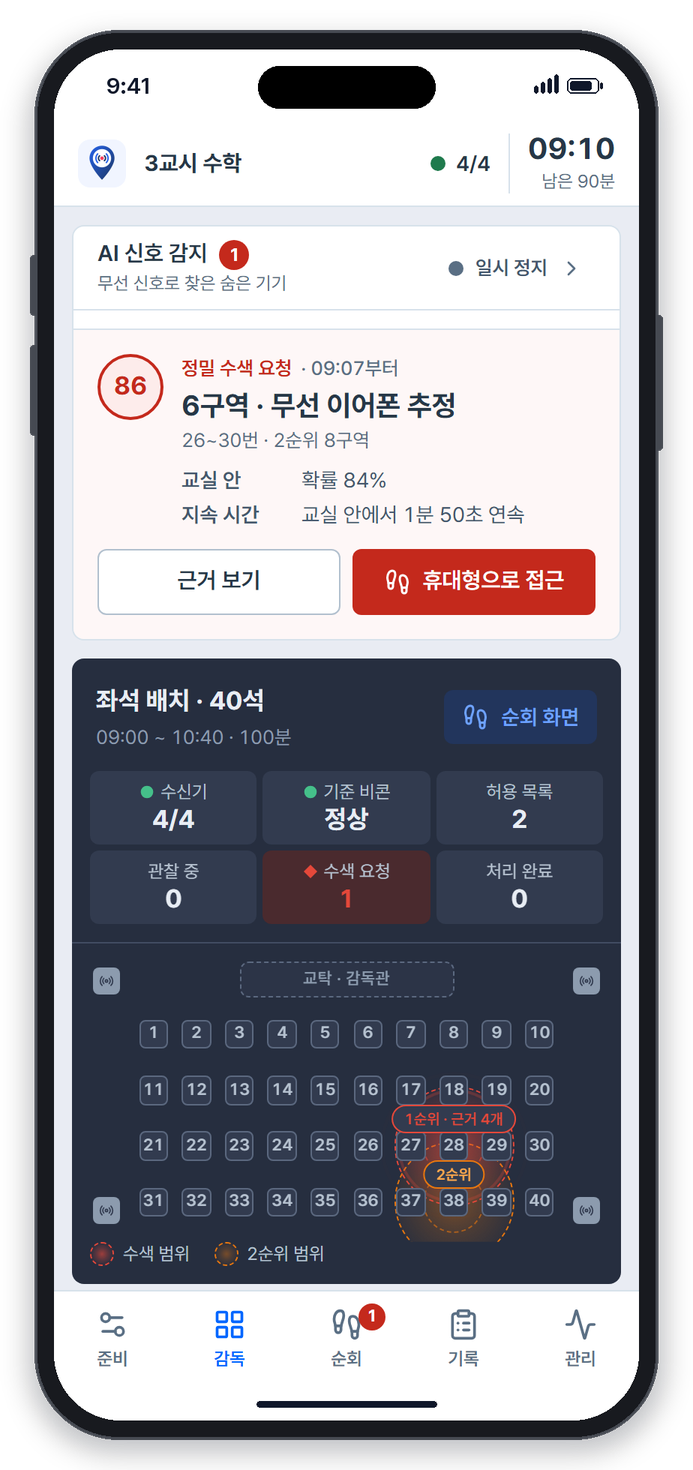 9:41
3교시 수학
4/4
09:10
남은 90분
AI 신호 감지 1
무선 신호로 찾은 숨은 기기
일시 정지
86
정밀 수색 요청 · 09:07부터
6구역 · 무선 이어폰 추정
26~30번 · 2순위 8구역
교실 안 확률 84%
지속 시간 교실 안에서 1분 50초 연속
근거 보기
휴대형으로 접근
좌석 배치 · 40석
09:00 ~ 10:40 · 100분
순회 화면
수신기
4/4
기준 비콘
정상
허용 목록
2
관찰 중
0
수색 요청
1
처리 완료
0
교탁 · 감독관
1 2 3 4 5 6 7 8 9 10
11 12 13 14 15 16 17 18 19 20
1순위 · 근거 4개
21 22 23 24 25 26 27 28 29 30
2순위
31 32 33 34 35 36 37 38 39 40
수색 범위
2순위 범위
준비
감독
1
순회
기록
관리